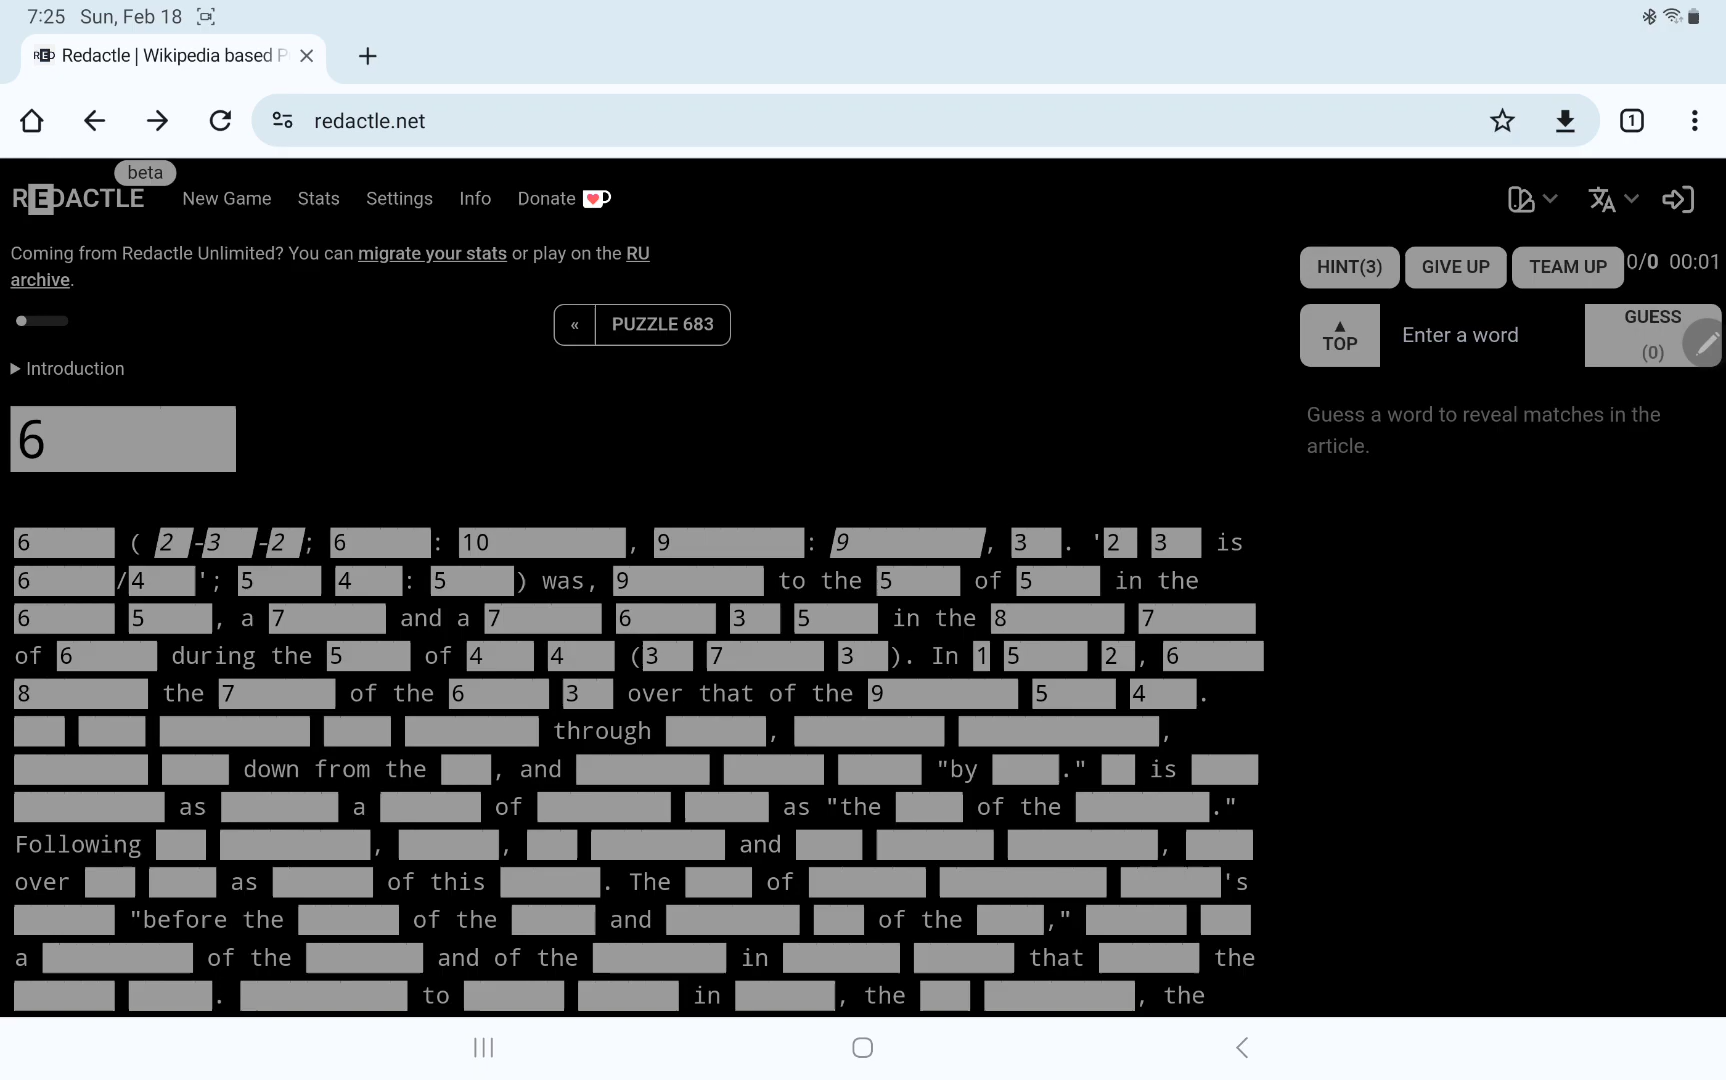 7:25 Sun, Feb 18
Redactle | Wikipedia based P
redactle.net
1
beta
REDACTLE New Game Stats Settings Info Donate
Coming from Redactle Unlimited? You can migrate your stats or play on the RU
archive.
HINT(3) GIVE UP TEAM UP 0/0 00:01
« PUZZLE 683
▲
TOP
Enter a word
GUESS
(0)
▶ Introduction
Guess a word to reveal matches in the
article.
6
6 ( 2-3-2; 6: 10, 9: 9, 3. '2 3 is
6/4'; 5 4: 5) was, 9 to the 5 of 5 in the
6 5, a 7 and a 7 6 3 5 in the 8 7
of 6 during the 5 of 4 4 (3 7 3). In 1 5 2, 6
8 the 7 of the 6 3 over that of the 9 5 4.
through , ,
down from the , and "by ." is
as a of as "the of the ."
Following , , and ,
over as of this . The of 's
"before the of the and of the ,"
a of the and of the in that the
. to in , the , the